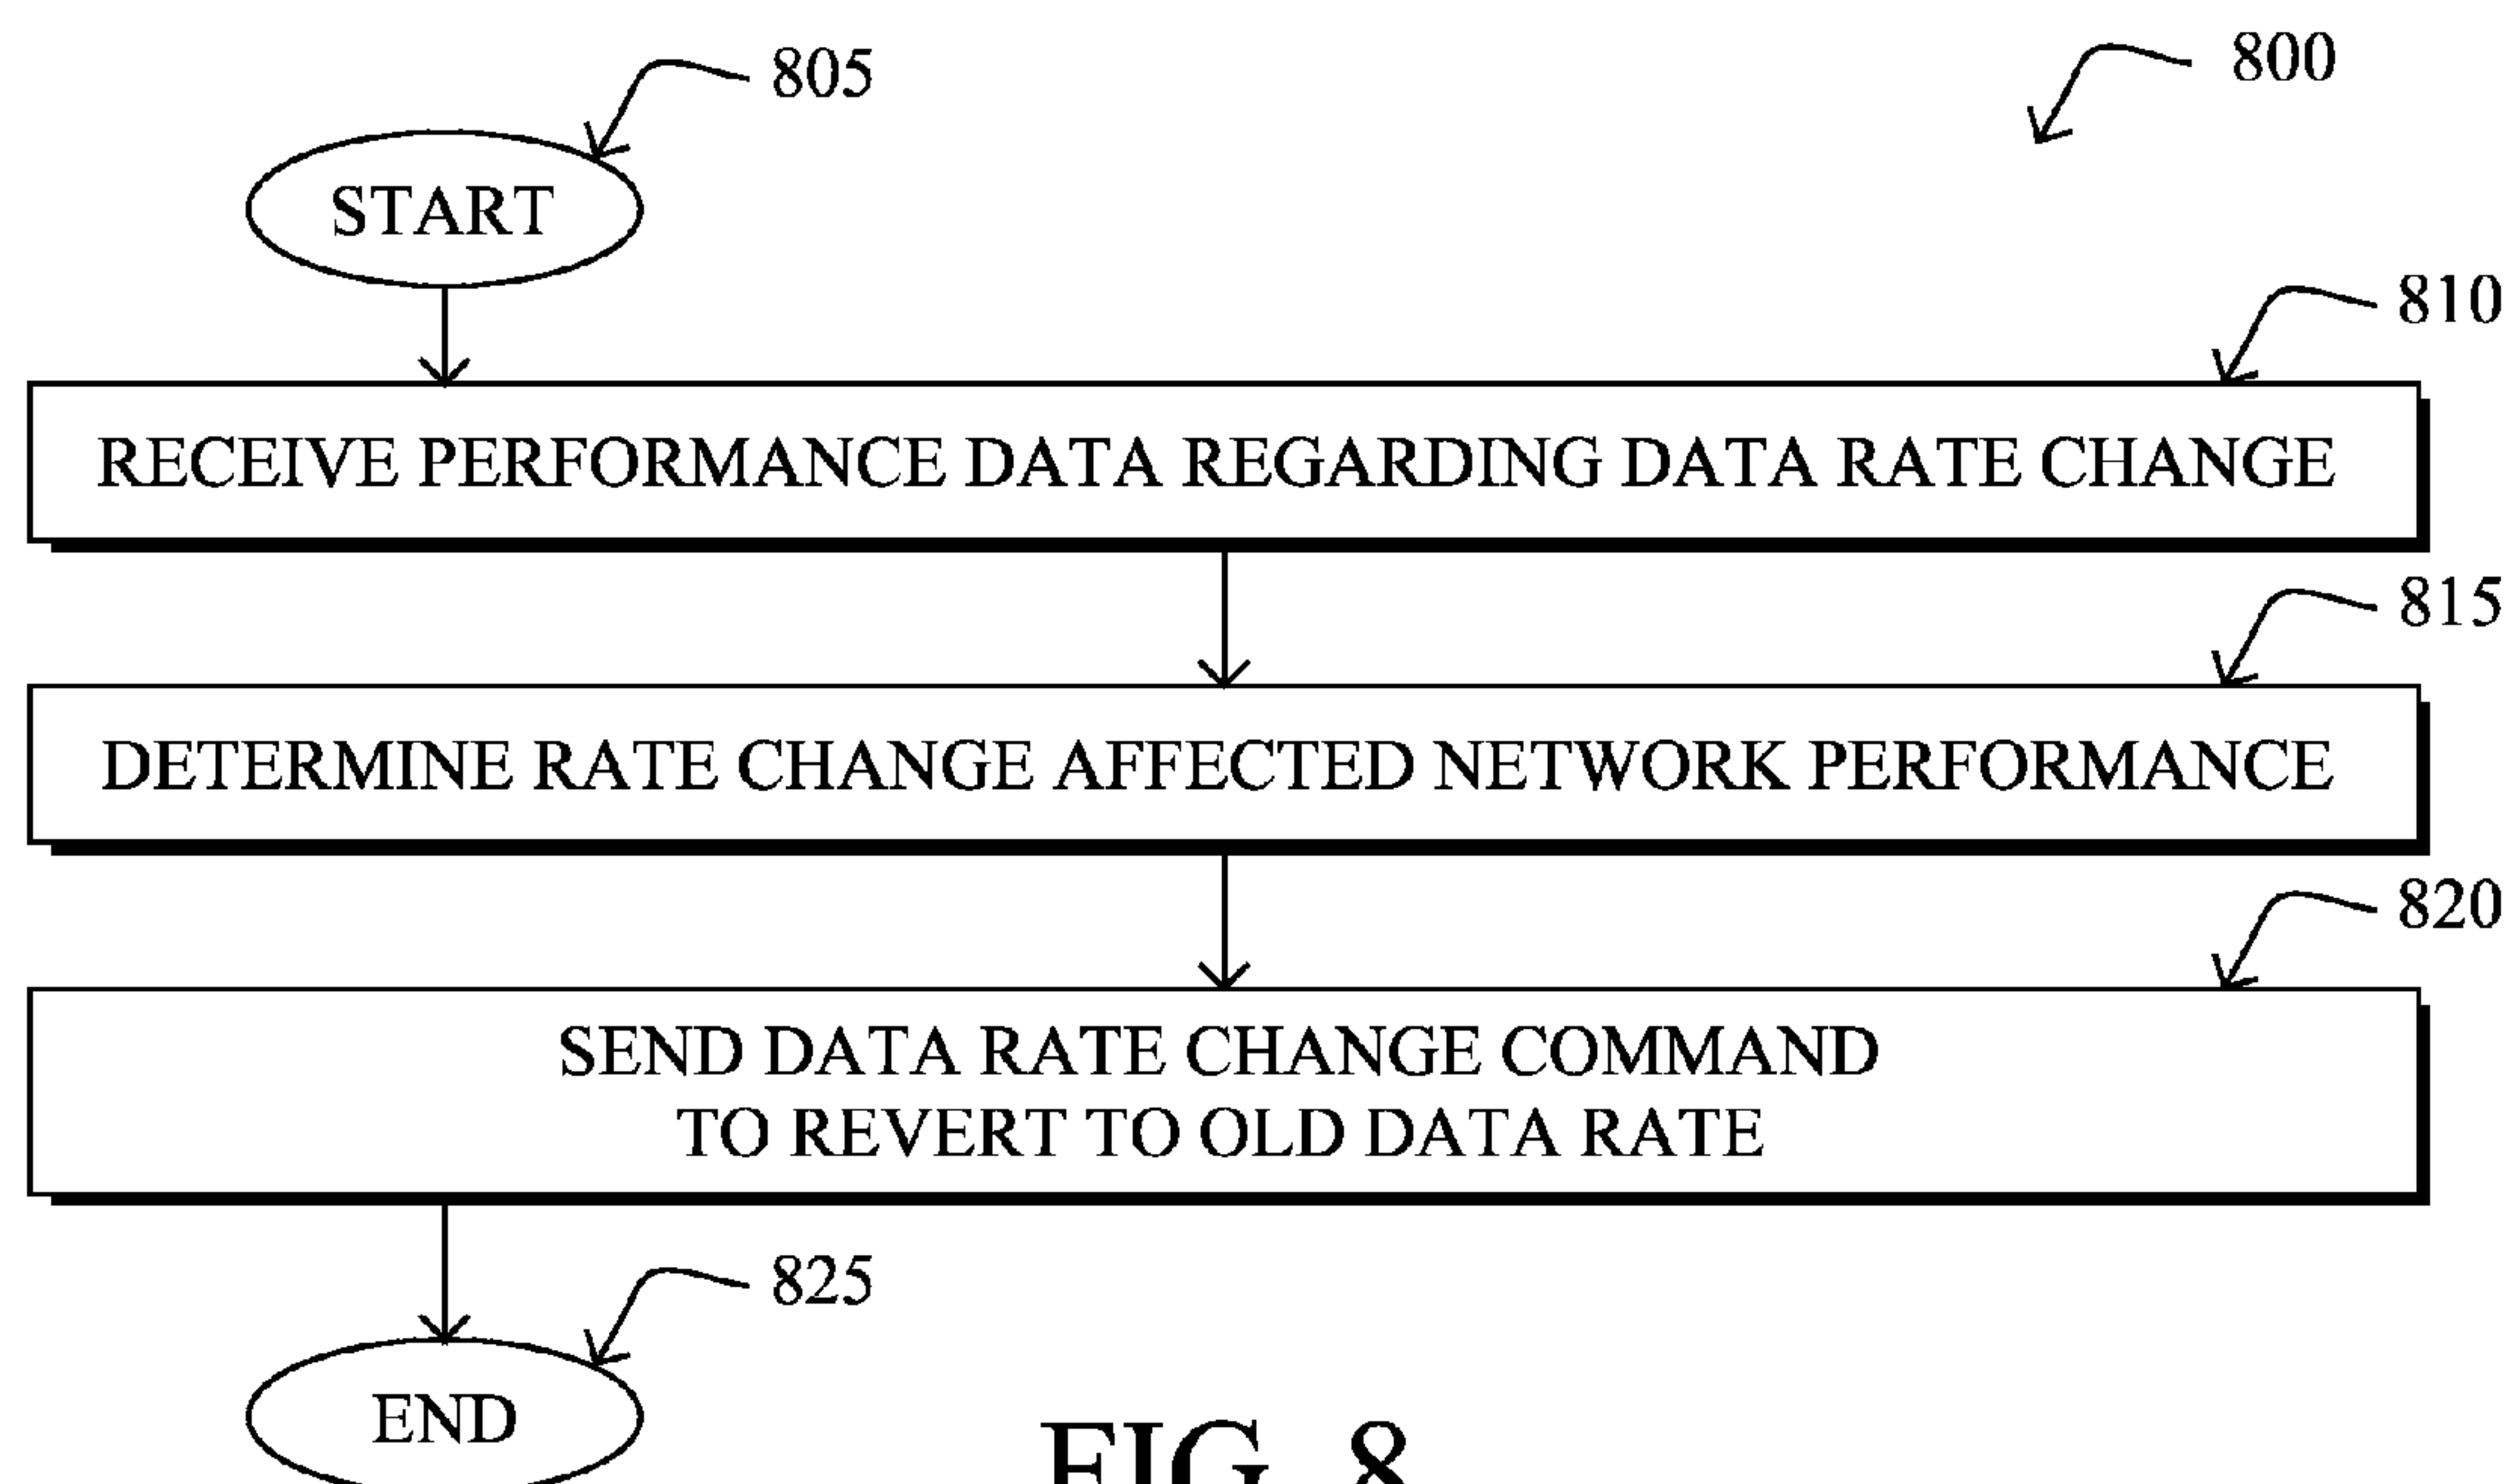 805
800
START
810
RECEIVE PERFORMANCE DATA REGARDING DATA RATE CHANGE
815
DETERMINE RATE CHANGE AFFECTED NETWORK PERFORMANCE
820
SEND DATA RATE CHANGE COMMAND
TO REVERT TO OLD DATA RATE
825
END
FIG. 8